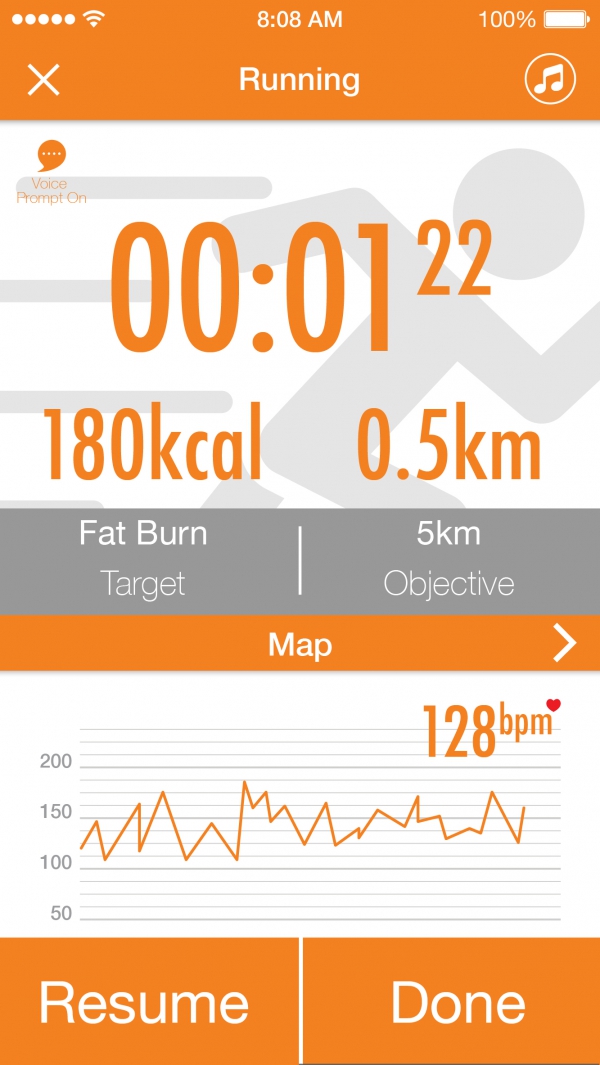 8:08 AM 100%
Running
Voice
Prompt On
00:01 22
180kcal 0.5km
Fat Burn 5km
Target Objective
Map
128bpm
200
150
100
50
Resume Done